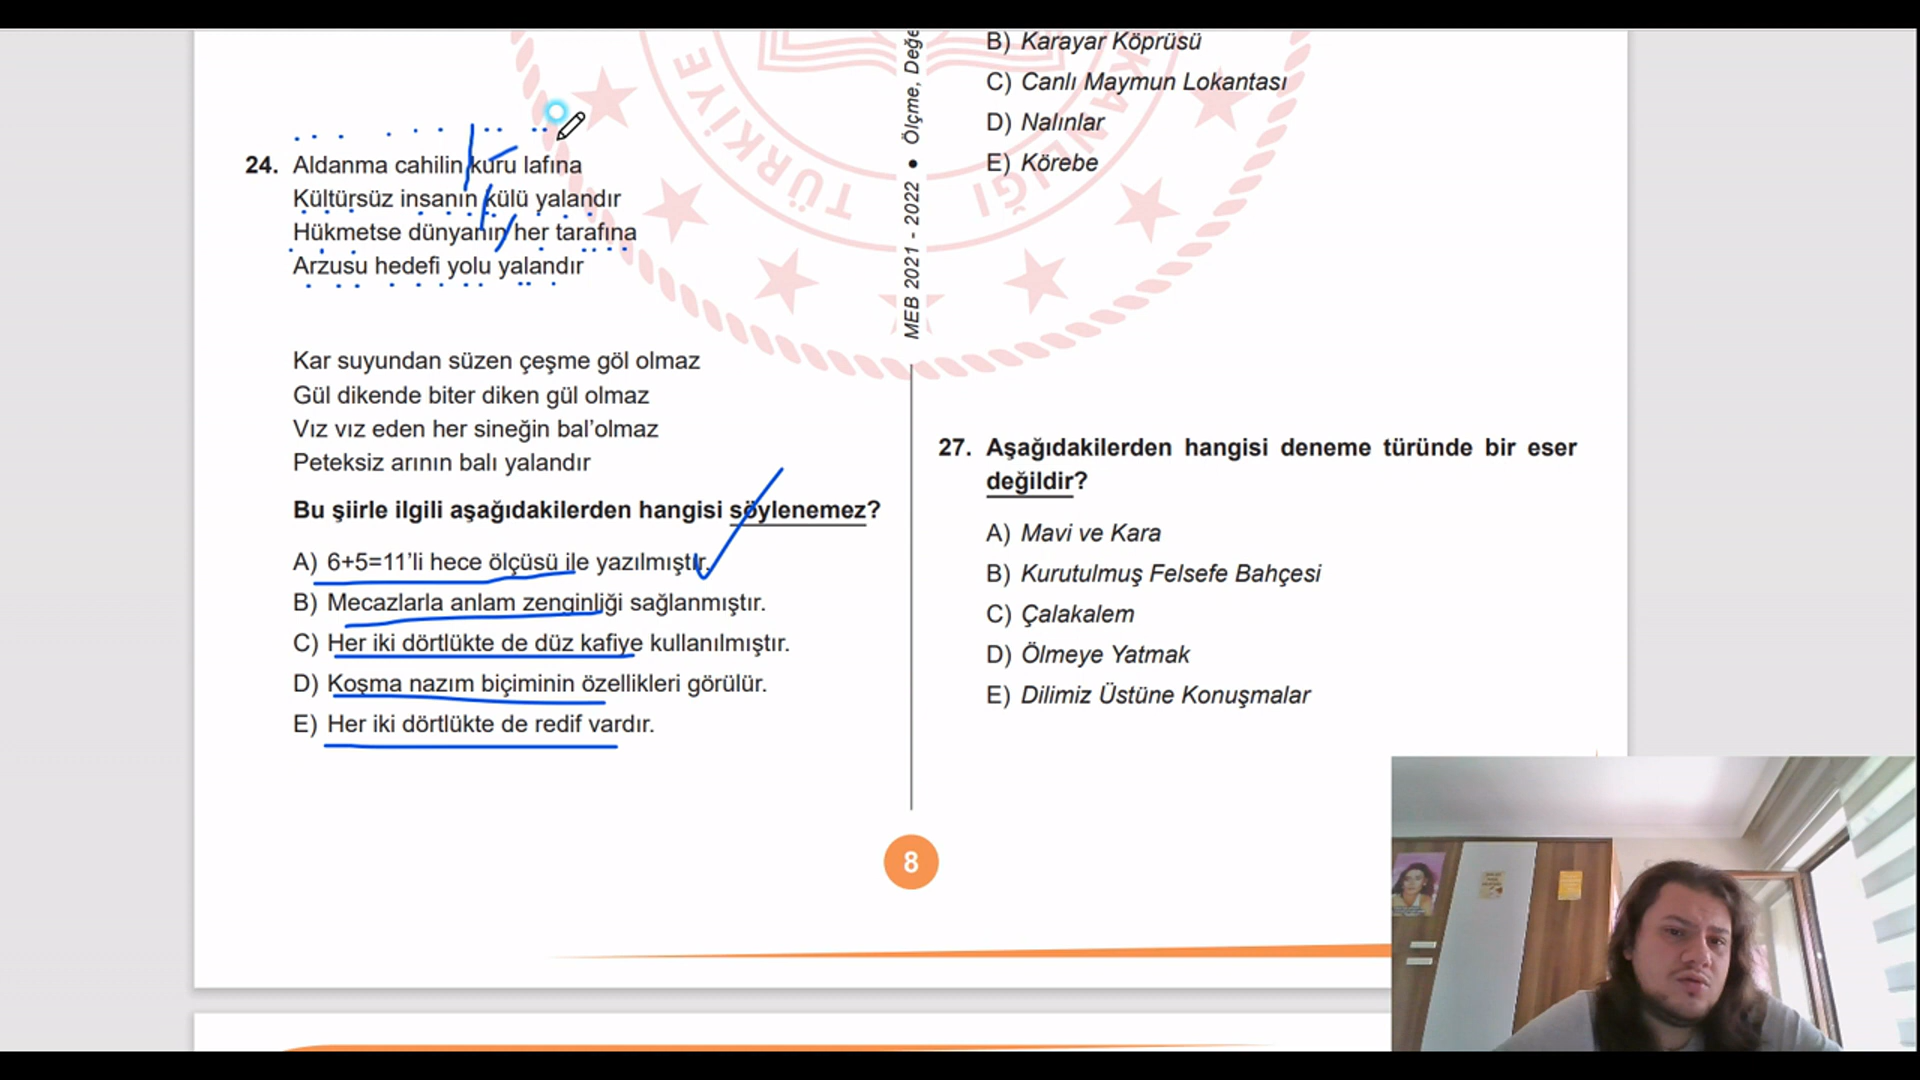 24. Aldanma cahilin kuru lafına
Kültürsüz insanın külü yalandır
Hükmetse dünyanın her tarafına
Arzusu hedefi yolu yalandır
Kar suyundan süzen çeşme göl olmaz
Gül dikende biter diken gül olmaz
Vız vız eden her sineğin bal’olmaz
Peteksiz arının balı yalandır
Bu şiirle ilgili aşağıdakilerden hangisi söylenemez?
A) 6+5=11’li hece ölçüsü ile yazılmıştır.
B) Mecazlarla anlam zenginliği sağlanmıştır.
C) Her iki dörtlükte de düz kafiye kullanılmıştır.
D) Koşma nazım biçiminin özellikleri görülür.
E) Her iki dörtlükte de redif vardır.
MEB 2021 - 2022 ● Ölçme, Değe
TÜRKİYE
KANLIĞI
B) Karayar Köprüsü
C) Canlı Maymun Lokantası
D) Nalınlar
E) Körebe
27. Aşağıdakilerden hangisi deneme türünde bir eser
değildir?
A) Mavi ve Kara
B) Kurutulmuş Felsefe Bahçesi
C) Çalakalem
D) Ölmeye Yatmak
E) Dilimiz Üstüne Konuşmalar
8